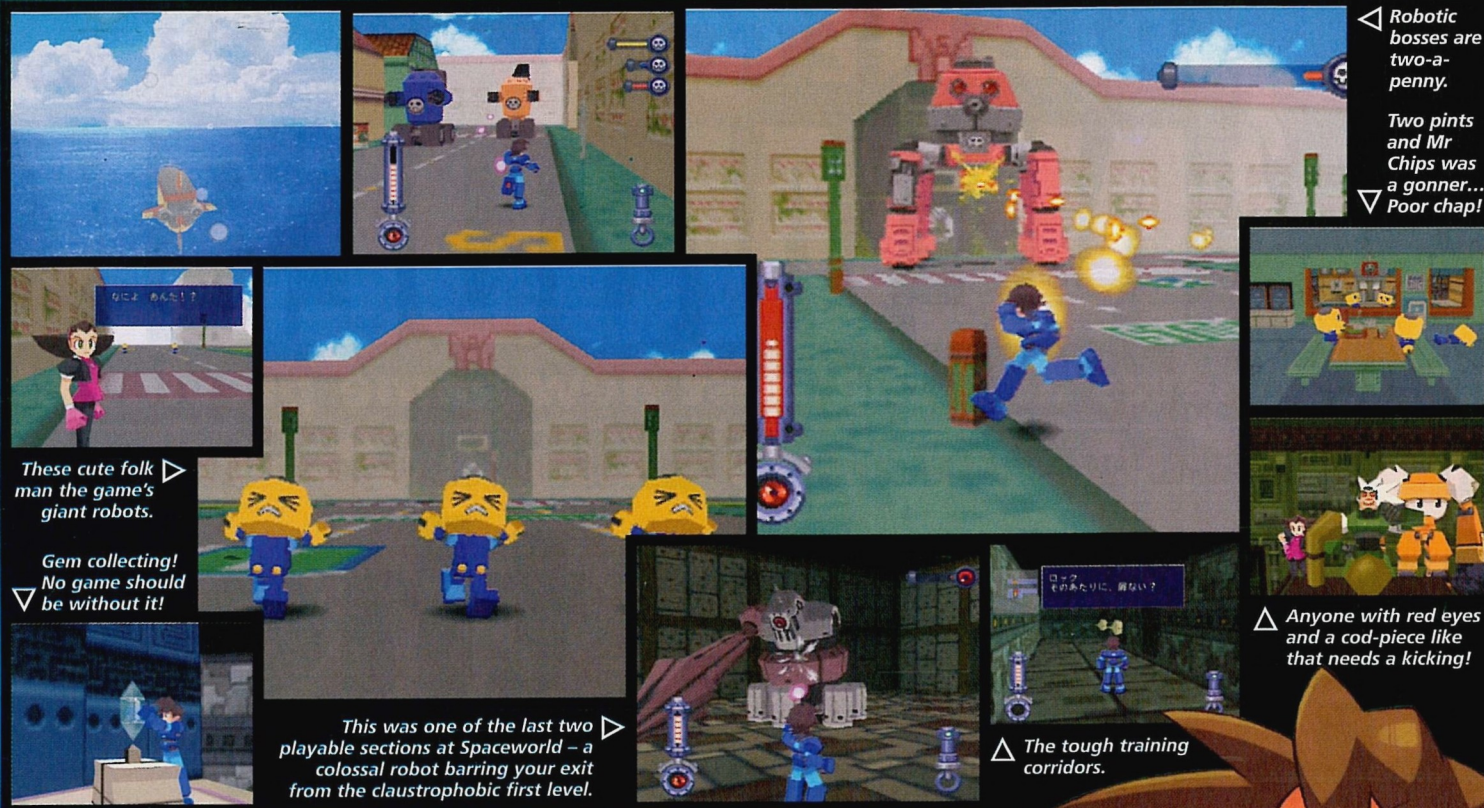 Robotic
bosses are
two-a-
penny.
Two pints
and Mr
Chips was
a gonner...
Poor chap!
なによ　あんた！？
These cute folk
man the game's
giant robots.
Gem collecting!
No game should
be without it!
This was one of the last two
playable sections at Spaceworld – a
colossal robot barring your exit
from the claustrophobic first level.
ロック
そのあたりに、扉ない？
The tough training
corridors.
Anyone with red eyes
and a cod-piece like
that needs a kicking!